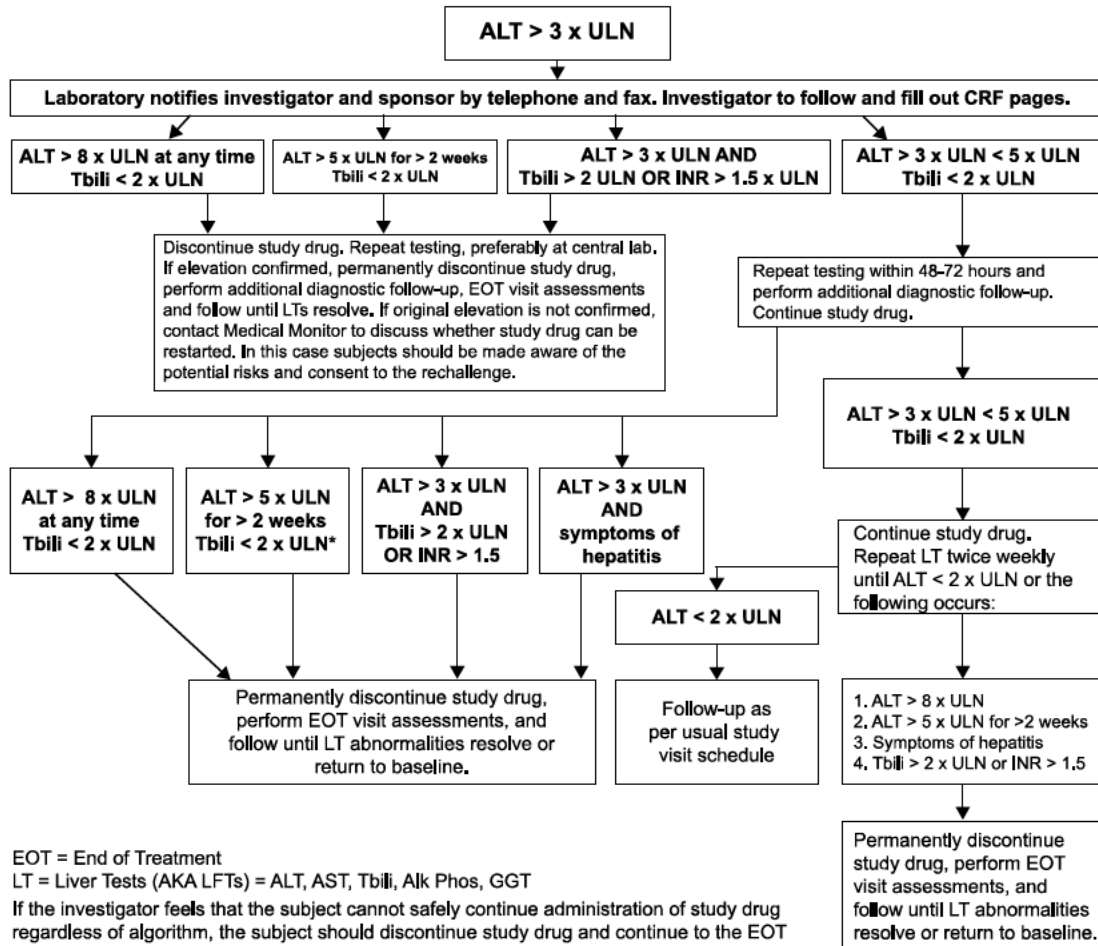 ALT > 3 x ULN
Laboratory notifies investigator and sponsor by telephone and fax. Investigator to follow and fill out CRF pages.
ALT > 8 x ULN at any time
Tbili < 2 x ULN
ALT > 5 x ULN for > 2 weeks
Tbili < 2 x ULN
ALT > 3 x ULN AND
Tbili > 2 ULN OR INR > 1.5 x ULN
ALT > 3 x ULN < 5 x ULN
Tbili < 2 x ULN
Discontinue study drug. Repeat testing, preferably at central lab.
If elevation confirmed, permanently discontinue study drug,
perform additional diagnostic follow-up, EOT visit assessments
and follow until LTs resolve. If original elevation is not confirmed,
contact Medical Monitor to discuss whether study drug can be
restarted. In this case subjects should be made aware of the
potential risks and consent to the rechallenge.
Repeat testing within 48-72 hours and
perform additional diagnostic follow-up.
Continue study drug.
ALT > 3 x ULN < 5 x ULN
Tbili < 2 x ULN
ALT > 8 x ULN
at any time
Tbili < 2 x ULN
ALT > 5 x ULN
for > 2 weeks
Tbili < 2 x ULN*
ALT > 3 x ULN
AND
Tbili > 2 x ULN
OR INR > 1.5
ALT > 3 x ULN
AND
symptoms of
hepatitis
Continue study drug.
Repeat LT twice weekly
until ALT < 2 x ULN or the
following occurs:
ALT < 2 x ULN
Permanently discontinue study drug,
perform EOT visit assessments, and
follow until LT abnormalities resolve or
return to baseline.
Follow-up as
per usual study
visit schedule
1. ALT > 8 x ULN
2. ALT > 5 x ULN for >2 weeks
3. Symptoms of hepatitis
4. Tbili > 2 x ULN or INR > 1.5
Permanently discontinue
study drug, perform EOT
visit assessments, and
follow until LT abnormalities
resolve or return to baseline.
EOT = End of Treatment
LT = Liver Tests (AKA LFTs) = ALT, AST, Tbili, Alk Phos, GGT
If the investigator feels that the subject cannot safely continue administration of study drug
regardless of algorithm, the subject should discontinue study drug and continue to the EOT